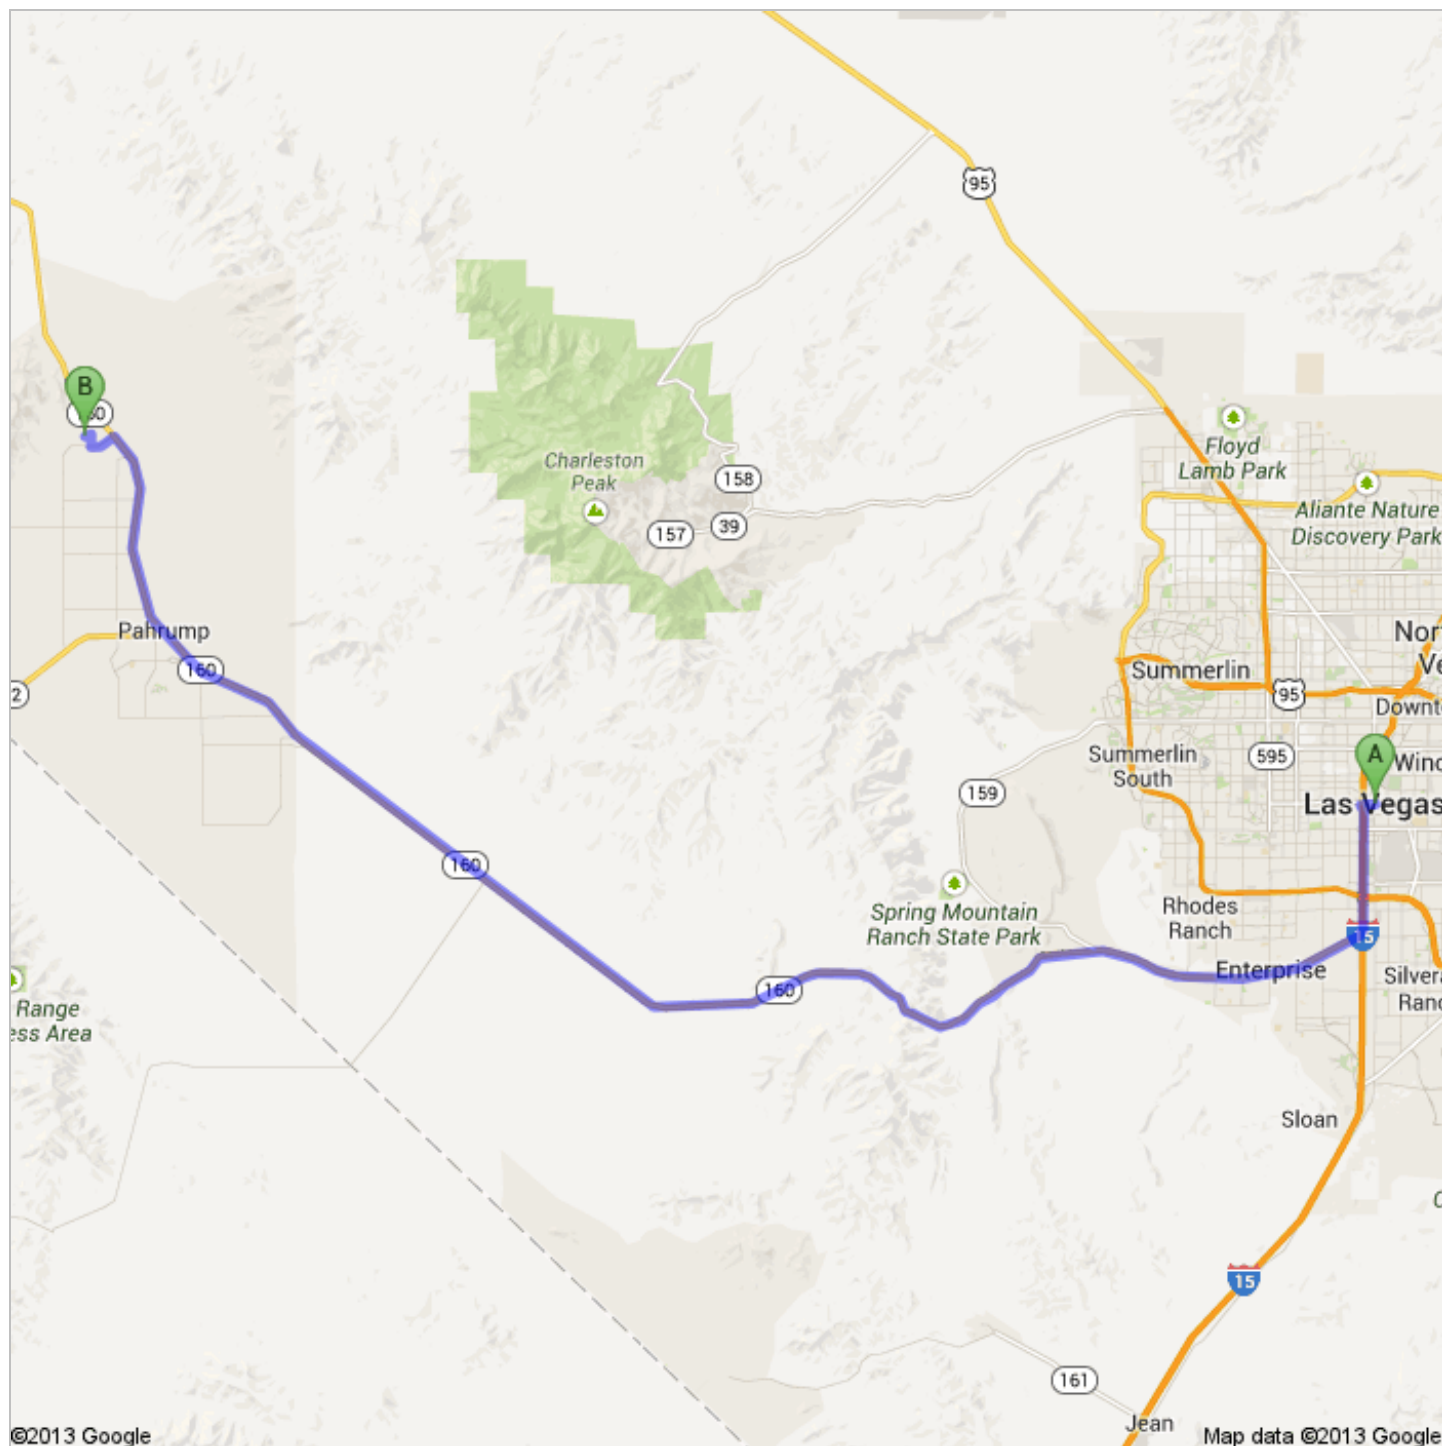 95
B
160
Floyd
Lamb Park
Charleston
Peak
158
Aliante Nature
Discovery Park
39
157
Pahrump
160
Summerlin
95
Summerlin
South
595
A
159
Las Vegas
160
Spring Mountain
Ranch State Park
Rhodes
Ranch
15
Enterprise
160
Range
Sloan
15
161
Jean
©2013 Google
Map data ©2013 Google